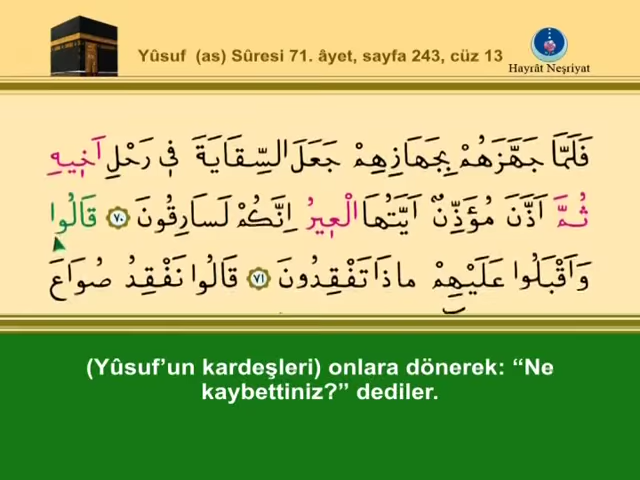 Yûsuf (as) Sûresi 71. âyet, sayfa 243, cüz 13
Hayrât Neşriyat
فَلَمَّا جَهَّزَهُمْ بِجَهَازِهِمْ جَعَلَ السِّقَايَةَ فٖي رَحْلِ اَخٖيهِ
ثُمَّ اَذَّنَ مُؤَذِّنٌ اَيَّتُهَا الْعٖيرُ اِنَّكُمْ لَسَارِقُونَ ﴿٧٠﴾ قَالُوا
وَاَقْبَلُوا عَلَيْهِمْ مَاذَا تَفْقِدُونَ ﴿٧١﴾ قَالُوا نَفْقِدُ صُوَاعَ
(Yûsuf’un kardeşleri) onlara dönerek: “Ne
kaybettiniz?” dediler.